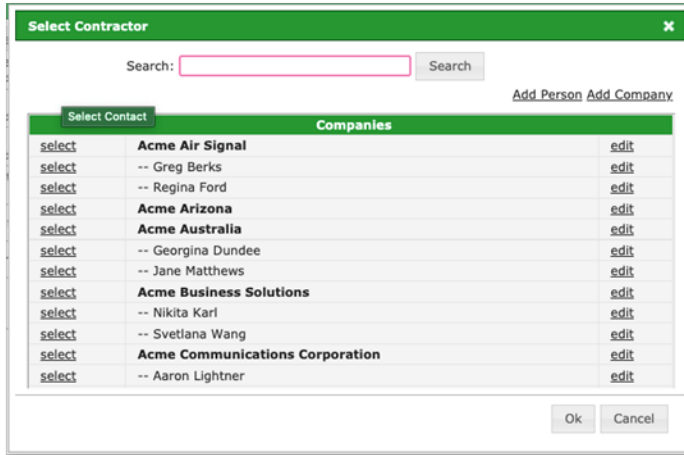 Select Contractor ×
Search: Search
Add Person Add Company
Select Contact
Companies
select Acme Air Signal edit
select -- Greg Berks edit
select -- Regina Ford edit
select Acme Arizona edit
select Acme Australia edit
select -- Georgina Dundee edit
select -- Jane Matthews edit
select Acme Business Solutions edit
select -- Nikita Karl edit
select -- Svetlana Wang edit
select Acme Communications Corporation edit
select -- Aaron Lightner edit
Ok Cancel